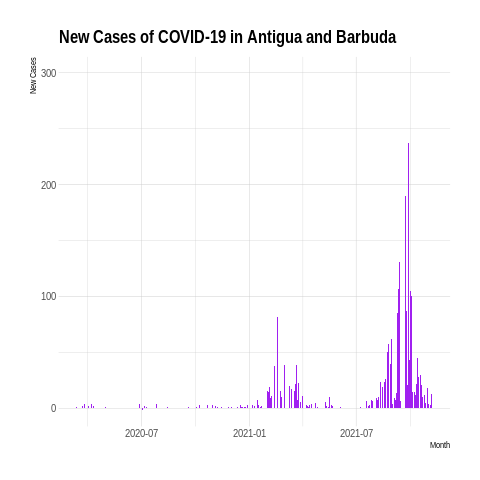 New Cases of COVID-19 in Antigua and Barbuda
New Cases
300
200
100
0
2020-07 2021-01 2021-07
Month